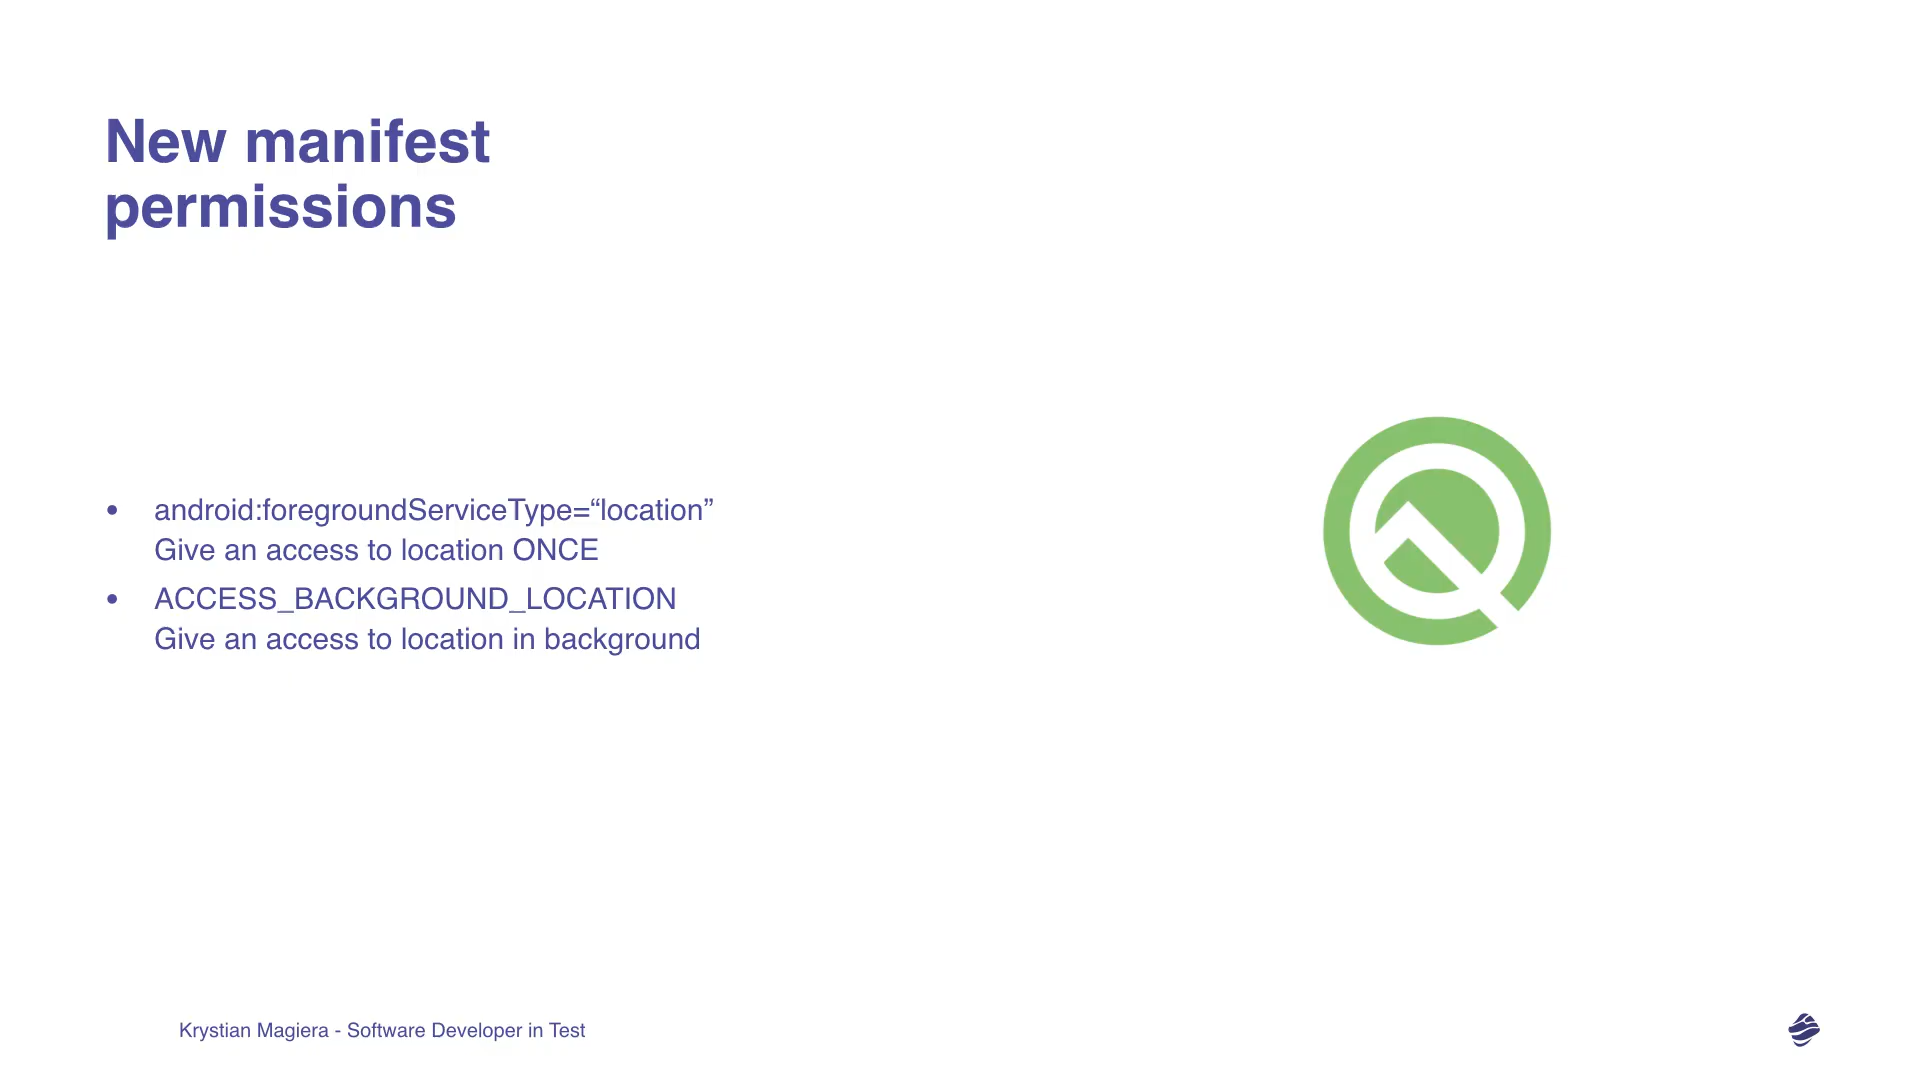 New manifest
permissions
• android:foregroundServiceType=“location”
Give an access to location ONCE
• ACCESS_BACKGROUND_LOCATION
Give an access to location in background
Krystian Magiera - Software Developer in Test